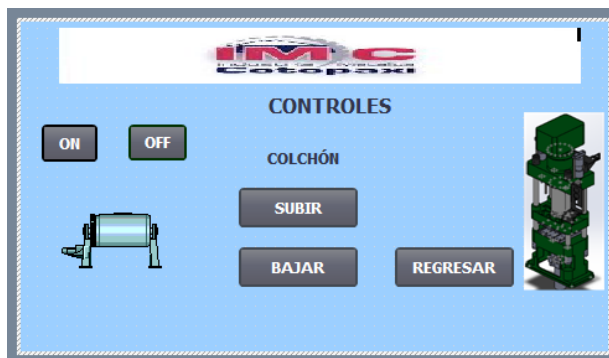 IMC
Cotopaxi
CONTROLES
ON
OFF
COLCHÓN
SUBIR
BAJAR
REGRESAR